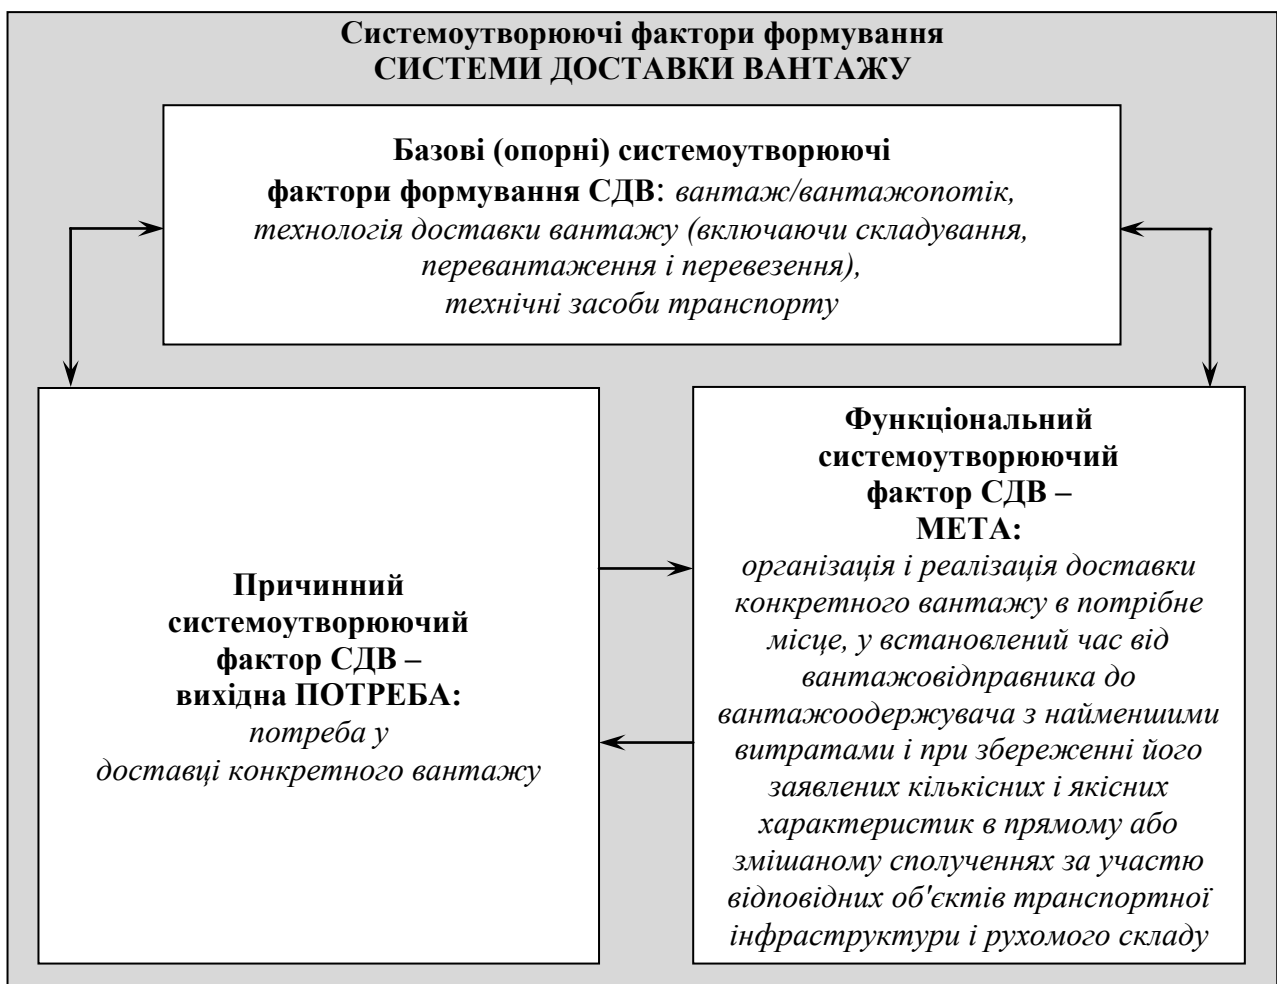 Системоутворюючі фактори формування
СИСТЕМИ ДОСТАВКИ ВАНТАЖУ
Базові (опорні) системоутворюючі
фактори формування СДВ: вантаж/вантажопотік,
технологія доставки вантажу (включаючи складування,
перевантаження і перевезення),
технічні засоби транспорту
Причинний
системоутворюючий
фактор СДВ –
вихідна ПОТРЕБА:
потреба у
доставці конкретного вантажу
Функціональний
системоутворюючий
фактор СДВ –
МЕТА:
організація і реалізація доставки
конкретного вантажу в потрібне
місце, у встановлений час від
вантажовідправника до
вантажоодержувача з найменшими
витратами і при збереженні його
заявлених кількісних і якісних
характеристик в прямому або
змішаному сполученнях за участю
відповідних об'єктів транспортної
інфраструктури і рухомого складу